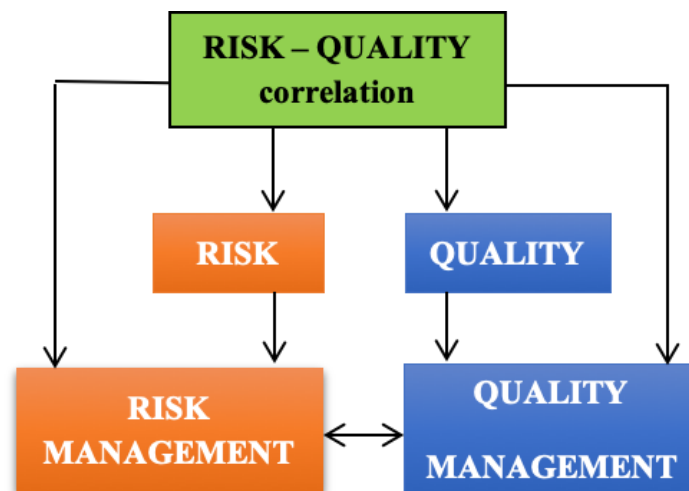 RISK – QUALITY
correlation
RISK
QUALITY
RISK
MANAGEMENT
QUALITY
MANAGEMENT